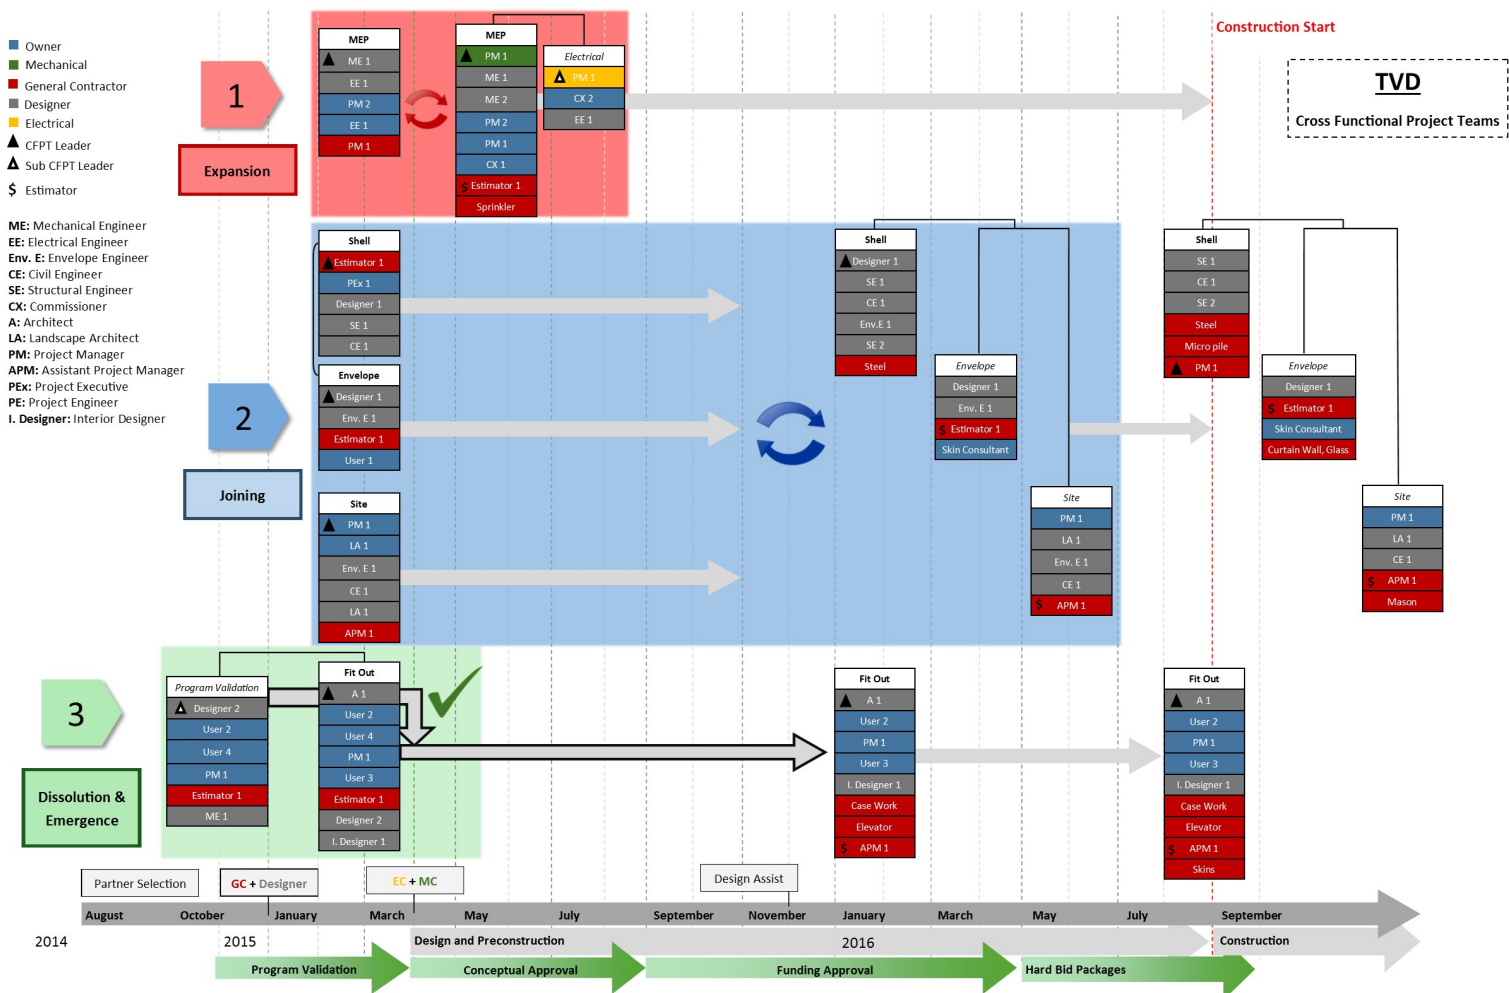 Construction Start
TVD
Cross Functional Project Teams
Owner
Mechanical
General Contractor
Designer
Electrical
CFPT Leader
Sub CFPT Leader
$ Estimator
ME: Mechanical Engineer
EE: Electrical Engineer
Env. E: Envelope Engineer
CE: Civil Engineer
SE: Structural Engineer
CX: Commissioner
A: Architect
LA: Landscape Architect
PM: Project Manager
APM: Assistant Project Manager
PEx: Project Executive
PE: Project Engineer
I. Designer: Interior Designer
1
Expansion
MEP
ME 1
EE 1
PM 2
EE 1
PM 1
MEP
PM 1
ME 1
ME 2
PM 2
PM 1
CX 1
$ Estimator 1
Sprinkler
Electrical
PM 1
CX 2
EE 1
2
Joining
Shell
Estimator 1
PEx 1
Designer 1
SE 1
CE 1
Envelope
Designer 1
Env. E 1
Estimator 1
User 1
Site
PM 1
LA 1
Env. E 1
CE 1
LA 1
APM 1
Shell
Designer 1
SE 1
CE 1
Env.E 1
SE 2
Steel
Envelope
Designer 1
Env. E 1
$ Estimator 1
Skin Consultant
Site
PM 1
LA 1
Env. E 1
CE 1
$ APM 1
Shell
SE 1
CE 1
SE 2
Steel
Micro pile
PM 1
Envelope
Designer 1
$ Estimator 1
Skin Consultant
Curtain Wall, Glass
Site
PM 1
LA 1
CE 1
$ APM 1
Mason
3
Dissolution &
Emergence
Program Validation
Designer 2
User 2
User 4
PM 1
Estimator 1
ME 1
Fit Out
A 1
User 2
User 4
PM 1
User 3
Estimator 1
Designer 2
I. Designer 1
Fit Out
A 1
User 2
PM 1
User 3
I. Designer 1
Case Work
Elevator
$ APM 1
Fit Out
A 1
User 2
PM 1
User 3
I. Designer 1
Case Work
Elevator
$ APM 1
Skins
Partner Selection
GC + Designer
EC + MC
Design Assist
August October January March May July September November January March May July September
2014 2015 Design and Preconstruction 2016 Construction
Program Validation Conceptual Approval Funding Approval Hard Bid Packages